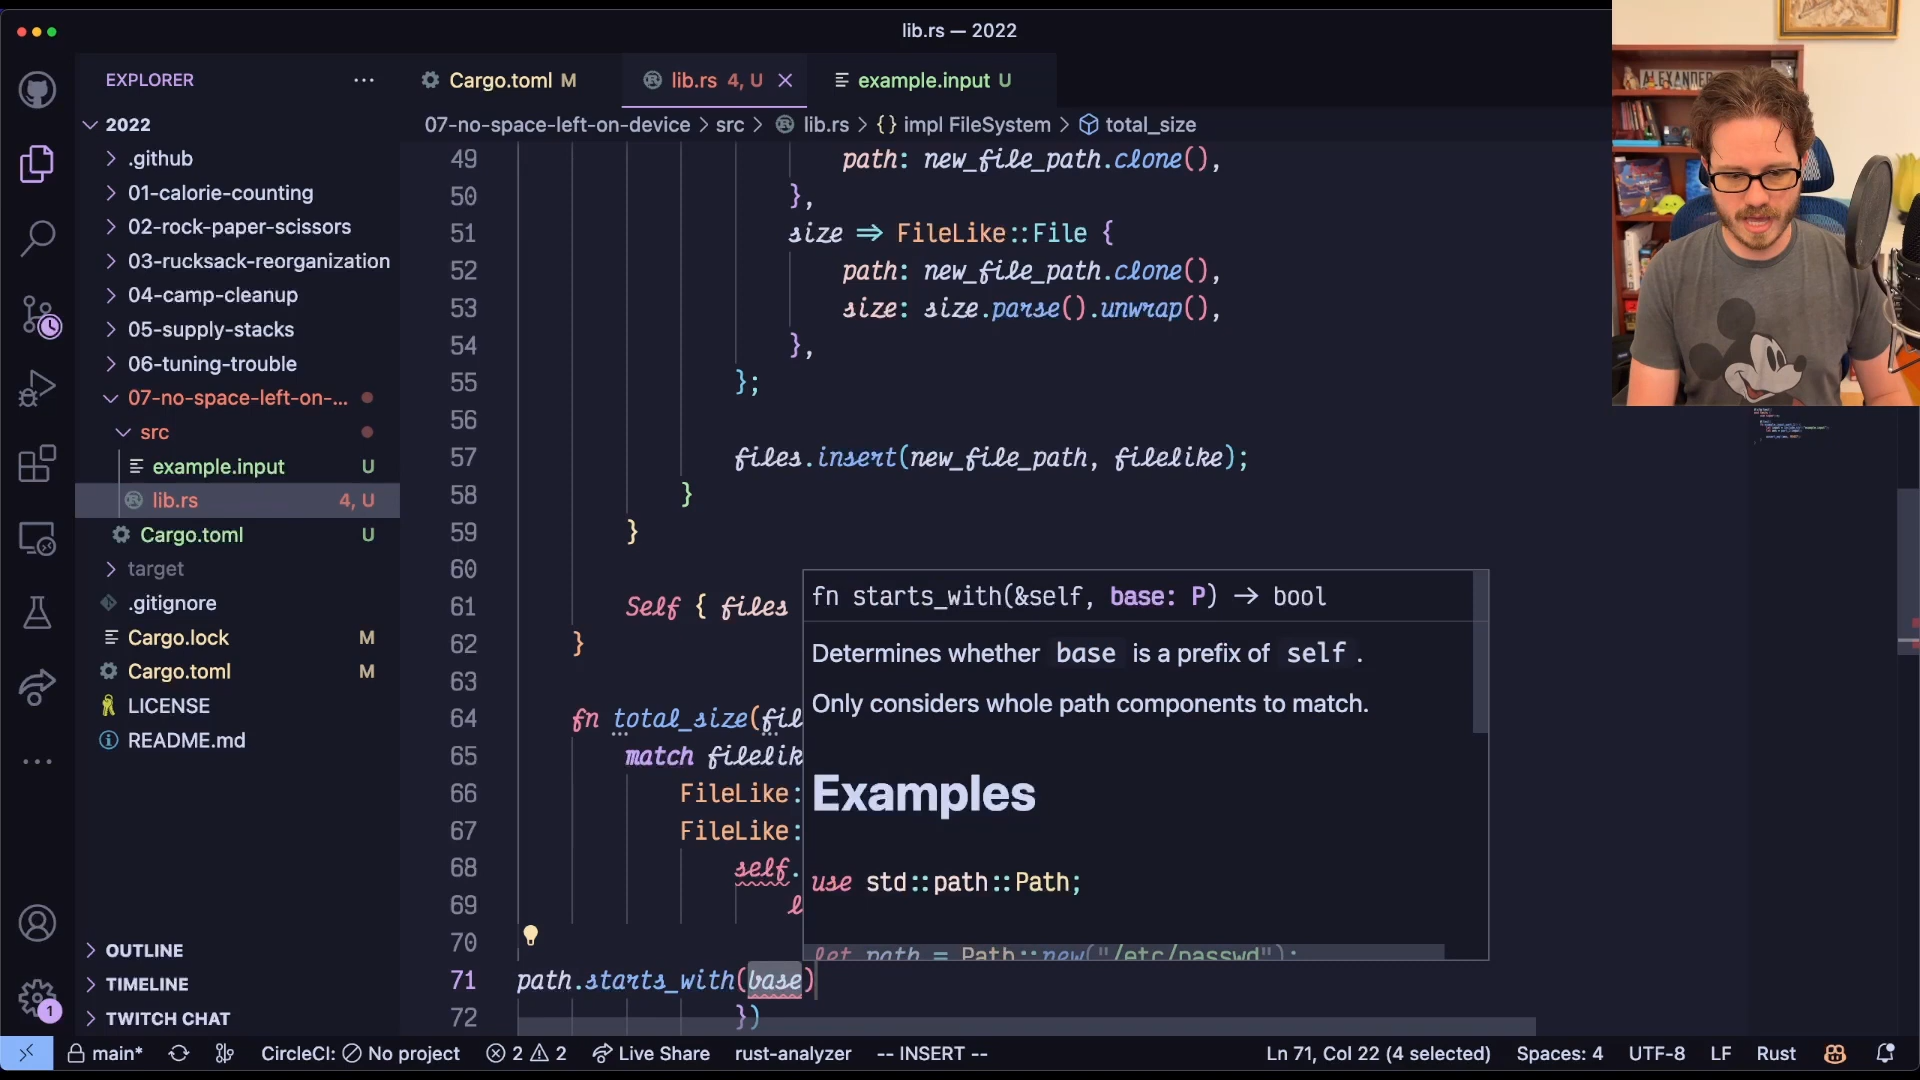 lib.rs — 2022
EXPLORER
Cargo.toml M
lib.rs 4, U
example.input U
07-no-space-left-on-device > src > lib.rs > {} impl FileSystem > total_size
2022
.github
01-calorie-counting
02-rock-paper-scissors
03-rucksack-reorganization
04-camp-cleanup
05-supply-stacks
06-tuning-trouble
07-no-space-left-on-...
src
example.input U
lib.rs 4, U
Cargo.toml U
target
.gitignore
Cargo.lock M
Cargo.toml M
LICENSE
README.md
OUTLINE
TIMELINE
TWITCH CHAT
49 path: new_file_path.clone(),
50 },
51 size => FileLike::File {
52 path: new_file_path.clone(),
53 size: size.parse().unwrap(),
54 },
55 };
56
57 files.insert(new_file_path, filelike);
58 }
59 }
60
61 Self { files
62 }
63
64 fn total_size(fil
65 match filelik
66 FileLike:
67 FileLike:
68 self.
69 l
70
71 path.starts_with(base)
72 })
fn starts_with(&self, base: P) -> bool
Determines whether base is a prefix of self .
Only considers whole path components to match.
Examples
use std::path::Path;
let path = Path::new("/etc/passwd");
1
main* CircleCI: No project 2 2 Live Share rust-analyzer -- INSERT -- Ln 71, Col 22 (4 selected) Spaces: 4 UTF-8 LF Rust